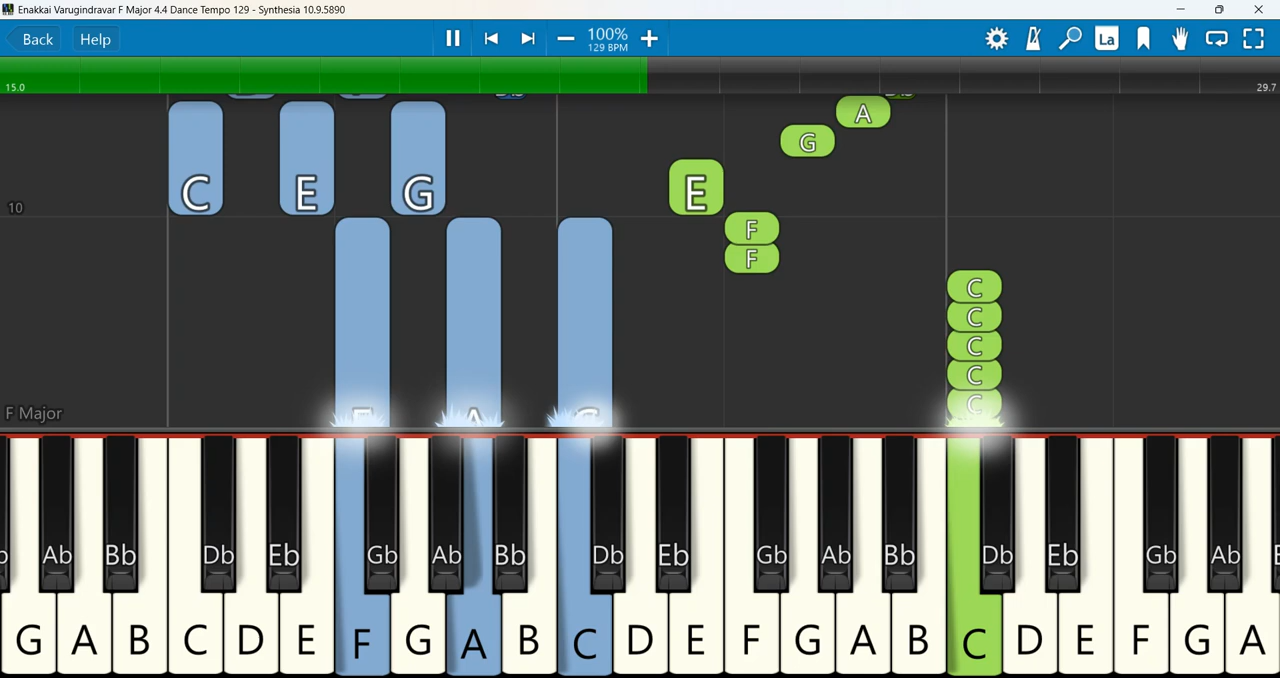 Enakkai Varugindravar F Major 4.4 Dance Tempo 129 - Synthesia 10.9.5890
Back Help 100% La
129 BPM
15.0 29.7
A
G
C E G E
10
F
F
C
C
C
C
A C
F Major
Ab Bb Db Eb Gb Ab Bb Db Eb Gb Ab Bb Db Eb Gb Ab
G A B C D E F G A B C D E F G A B C D E F G A